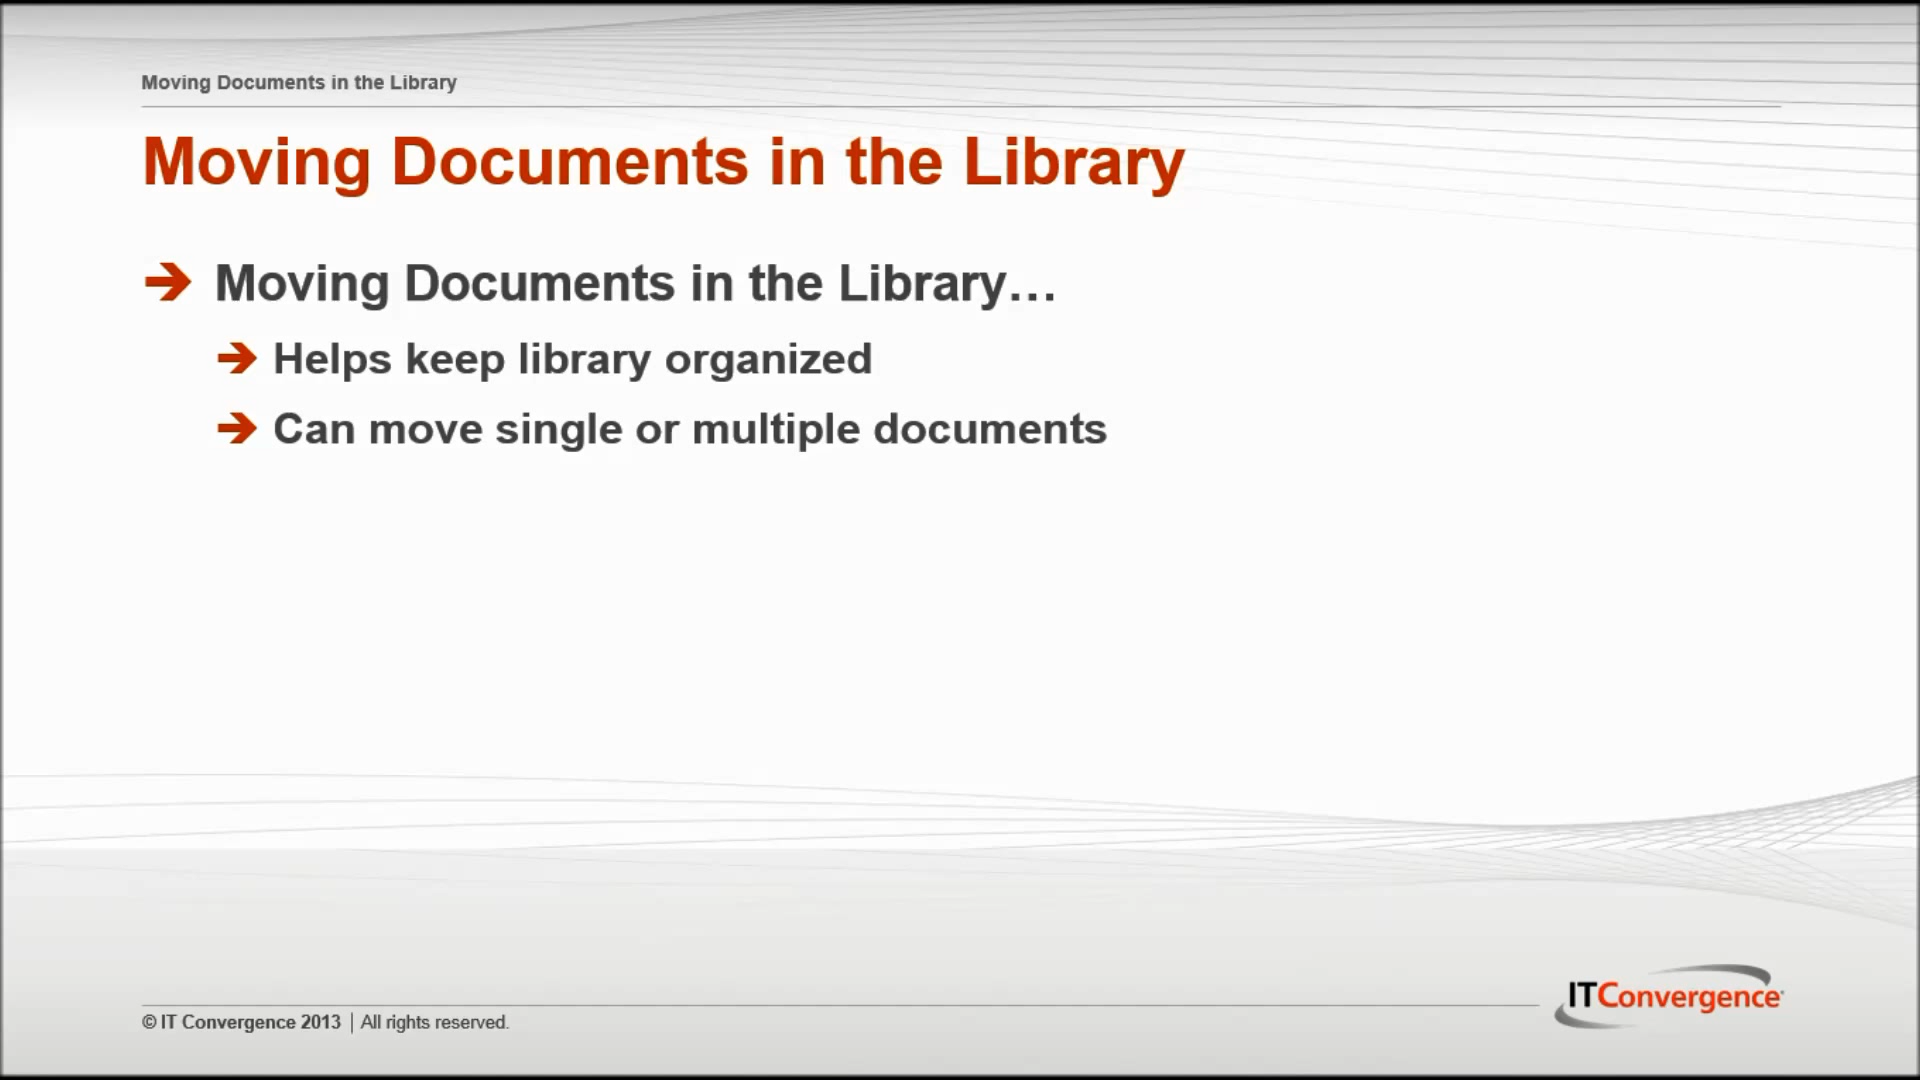 Moving Documents in the Library
Moving Documents in the Library
Moving Documents in the Library…
Helps keep library organized
Can move single or multiple documents
ITConvergence
© IT Convergence 2013 | All rights reserved.